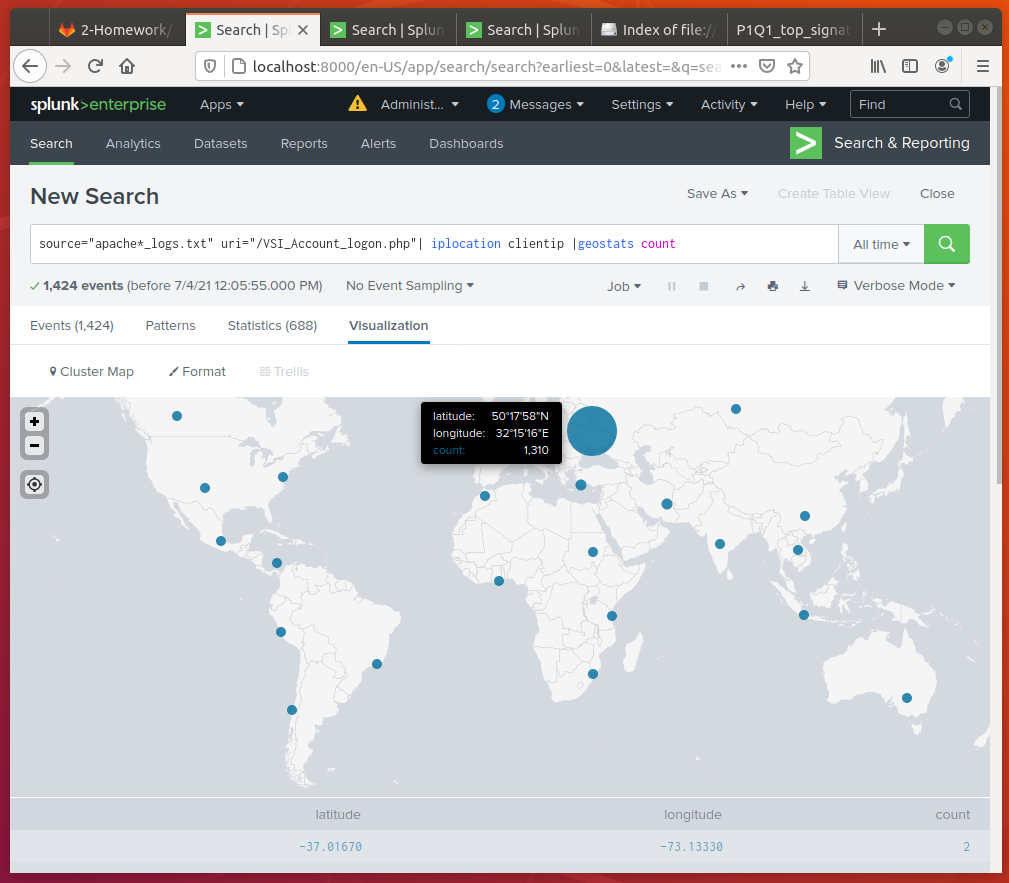 2-Homework/
Search | Spl
Search | Splun
Search | Splun
Index of file:/
P1Q1_top_signat
localhost:8000/en-US/app/search/search?earliest=0&latest=&q=sea
splunk>enterprise Apps Administ... 2 Messages Settings Activity Help Find
Search Analytics Datasets Reports Alerts Dashboards Search & Reporting
New Search Save As Create Table View Close
source="apache*_logs.txt" uri="/VSI_Account_logon.php"| iplocation clientip |geostats count All time
1,424 events (before 7/4/21 12:05:55.000 PM) No Event Sampling Job Verbose Mode
Events (1,424) Patterns Statistics (688) Visualization
Cluster Map Format Trellis
latitude: 50°17'58"N
longitude: 32°15'16"E
count: 1,310
latitude longitude count
-37.01670 -73.13330 2